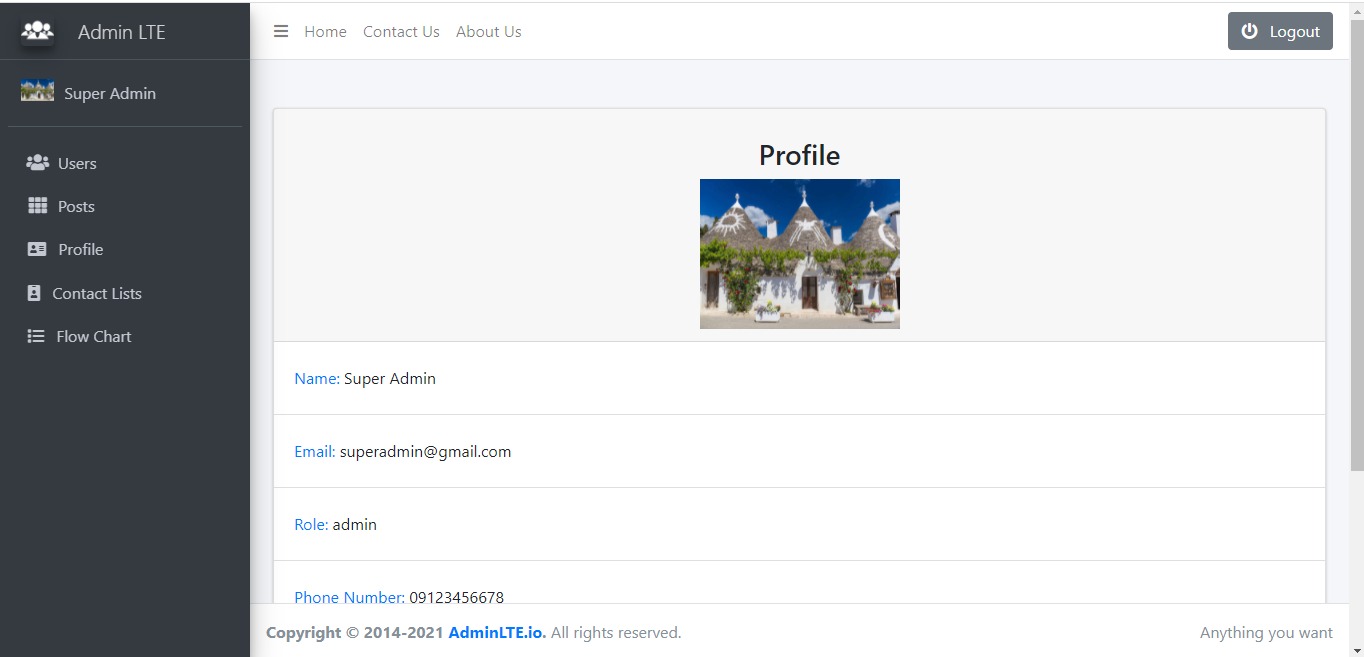 Admin LTE
Home Contact Us About Us
Logout
Super Admin
Users
Posts
Profile
Contact Lists
Flow Chart
Profile
Name: Super Admin
Email: superadmin@gmail.com
Role: admin
Phone Number: 09123456678
Copyright © 2014-2021 AdminLTE.io. All rights reserved.
Anything you want